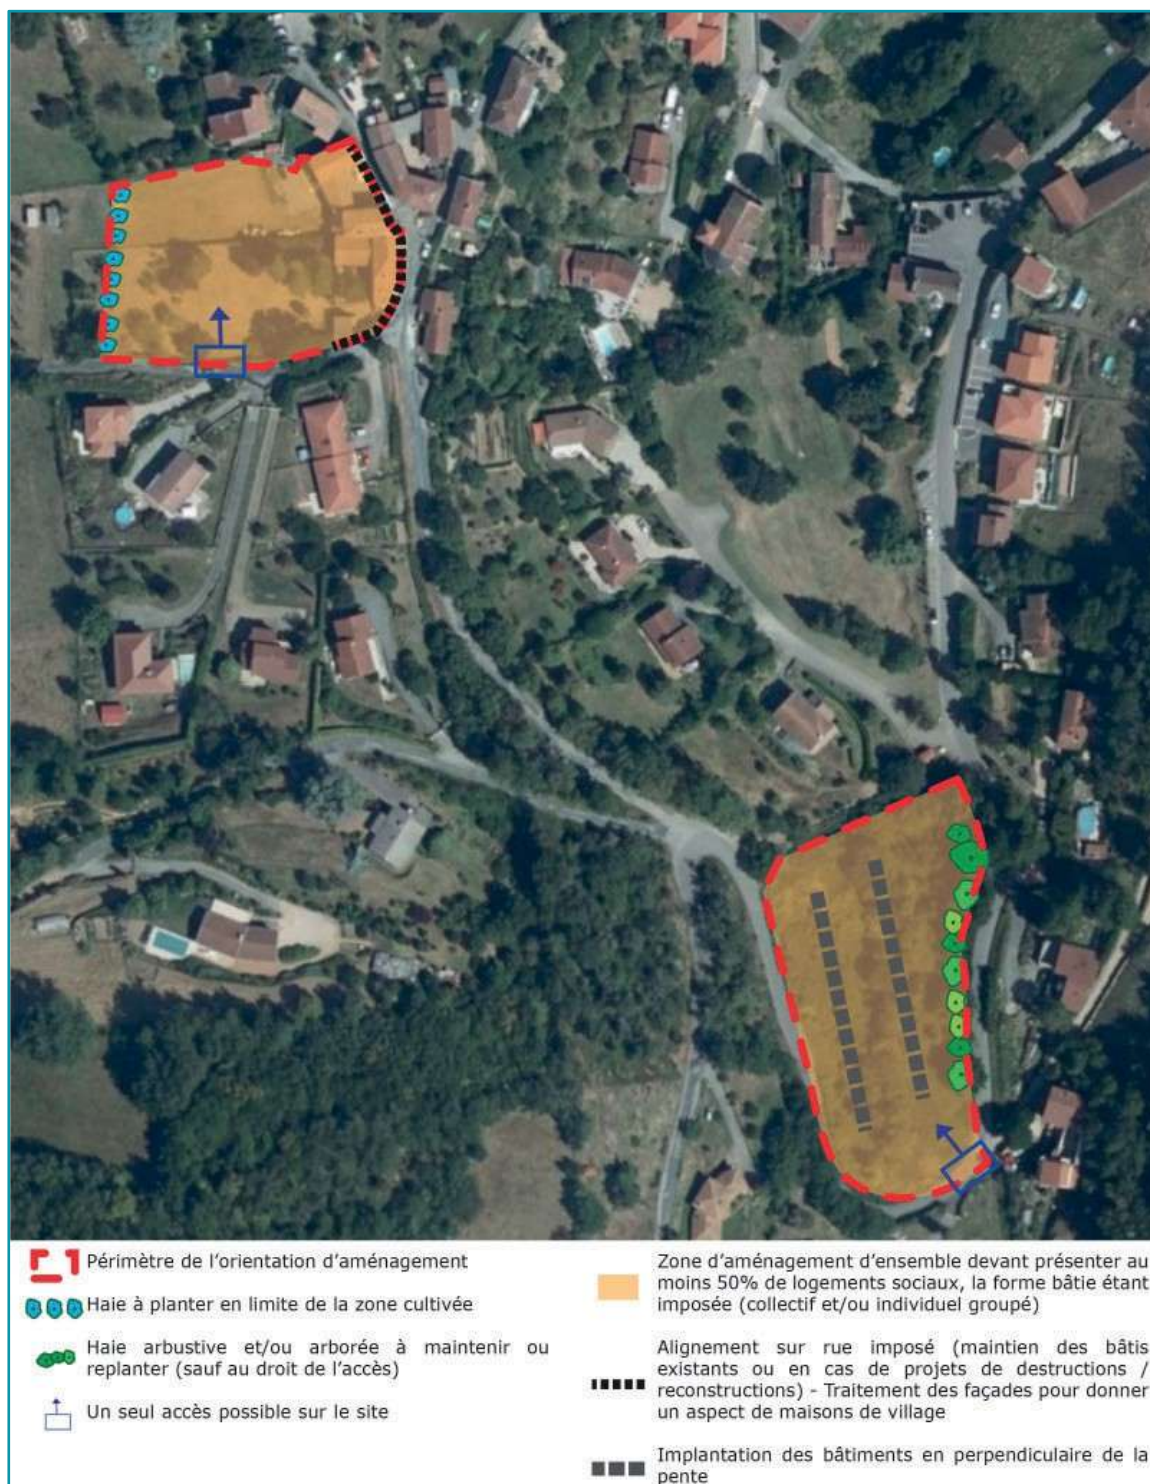 Périmètre de l'orientation d'aménagement
Haie à planter en limite de la zone cultivée
Haie arbustive et/ou arborée à maintenir ou
replanter (sauf au droit de l'accès)
Un seul accès possible sur le site
Zone d'aménagement d'ensemble devant présenter au
moins 50% de logements sociaux, la forme bâtie étant
imposée (collectif et/ou individuel groupé)
Alignement sur rue imposé (maintien des bâtis
existants ou en cas de projets de destructions /
reconstructions) - Traitement des façades pour donner
un aspect de maisons de village
Implantation des bâtiments en perpendiculaire de la
pente